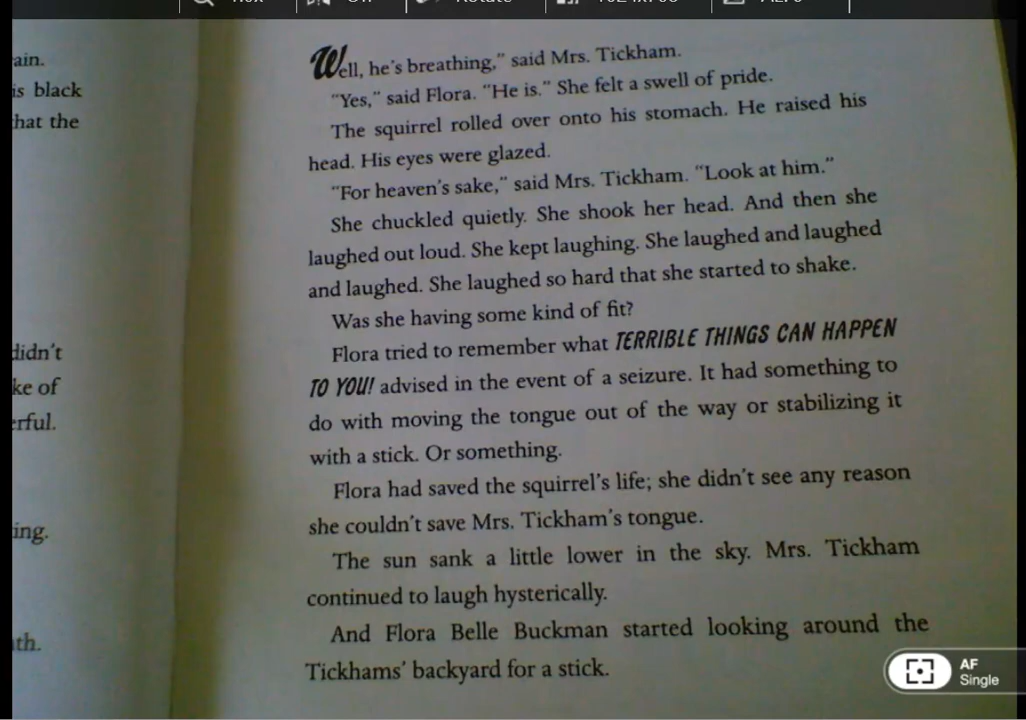 ain.
is black
hat the
didn't
ke of
erful.
ing.
th.
Well, he's breathing," said Mrs. Tickham.
"Yes," said Flora. "He is." She felt a swell of pride.
The squirrel rolled over onto his stomach. He raised his
head. His eyes were glazed.
"For heaven's sake," said Mrs. Tickham. "Look at him."
She chuckled quietly. She shook her head. And then she
laughed out loud. She kept laughing. She laughed and laughed
and laughed. She laughed so hard that she started to shake.
Was she having some kind of fit?
Flora tried to remember what TERRIBLE THINGS CAN HAPPEN
TO YOU! advised in the event of a seizure. It had something to
do with moving the tongue out of the way or stabilizing it
with a stick. Or something.
Flora had saved the squirrel's life; she didn't see any reason
she couldn't save Mrs. Tickham's tongue.
The sun sank a little lower in the sky. Mrs. Tickham
continued to laugh hysterically.
And Flora Belle Buckman started looking around the
Tickhams' backyard for a stick.
AF
Single